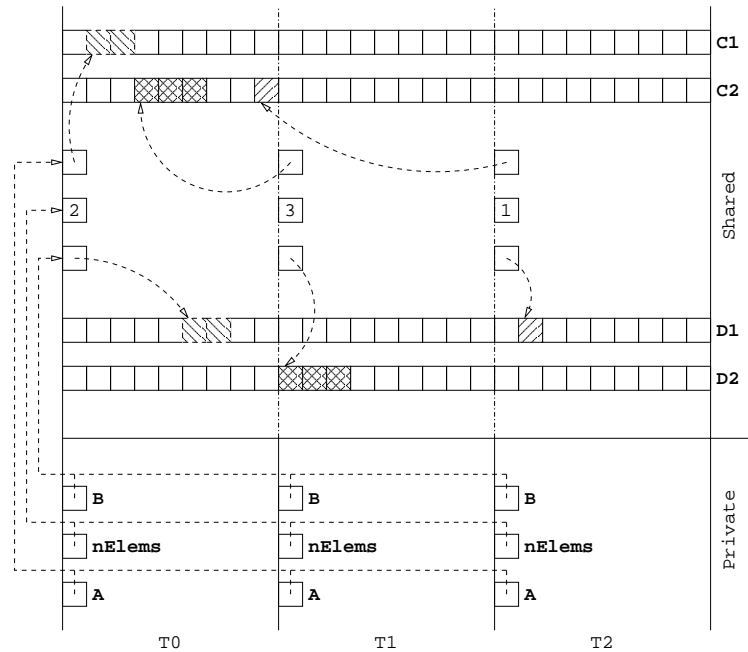 C1
C2
Shared
2 3 1
D1
D2
B B B
nElems nElems nElems
Private
A A A
T0 T1 T2